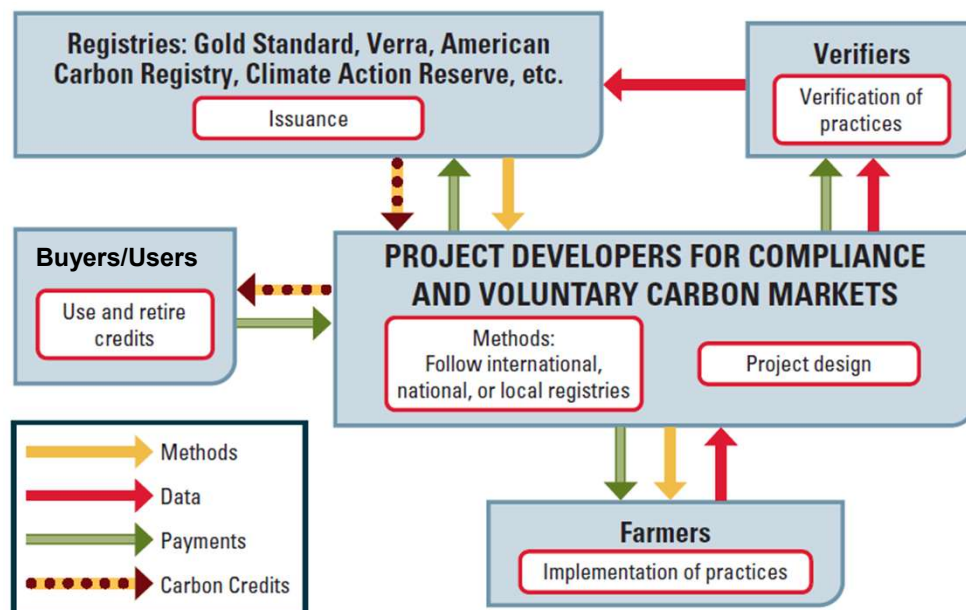 Registries: Gold Standard, Verra, American
Carbon Registry, Climate Action Reserve, etc.
Issuance
Verifiers
Verification of
practices
Buyers/Users
Use and retire
credits
PROJECT DEVELOPERS FOR COMPLIANCE
AND VOLUNTARY CARBON MARKETS
Methods:
Follow international,
national, or local registries
Project design
Methods
Data
Payments
Carbon Credits
Farmers
Implementation of practices